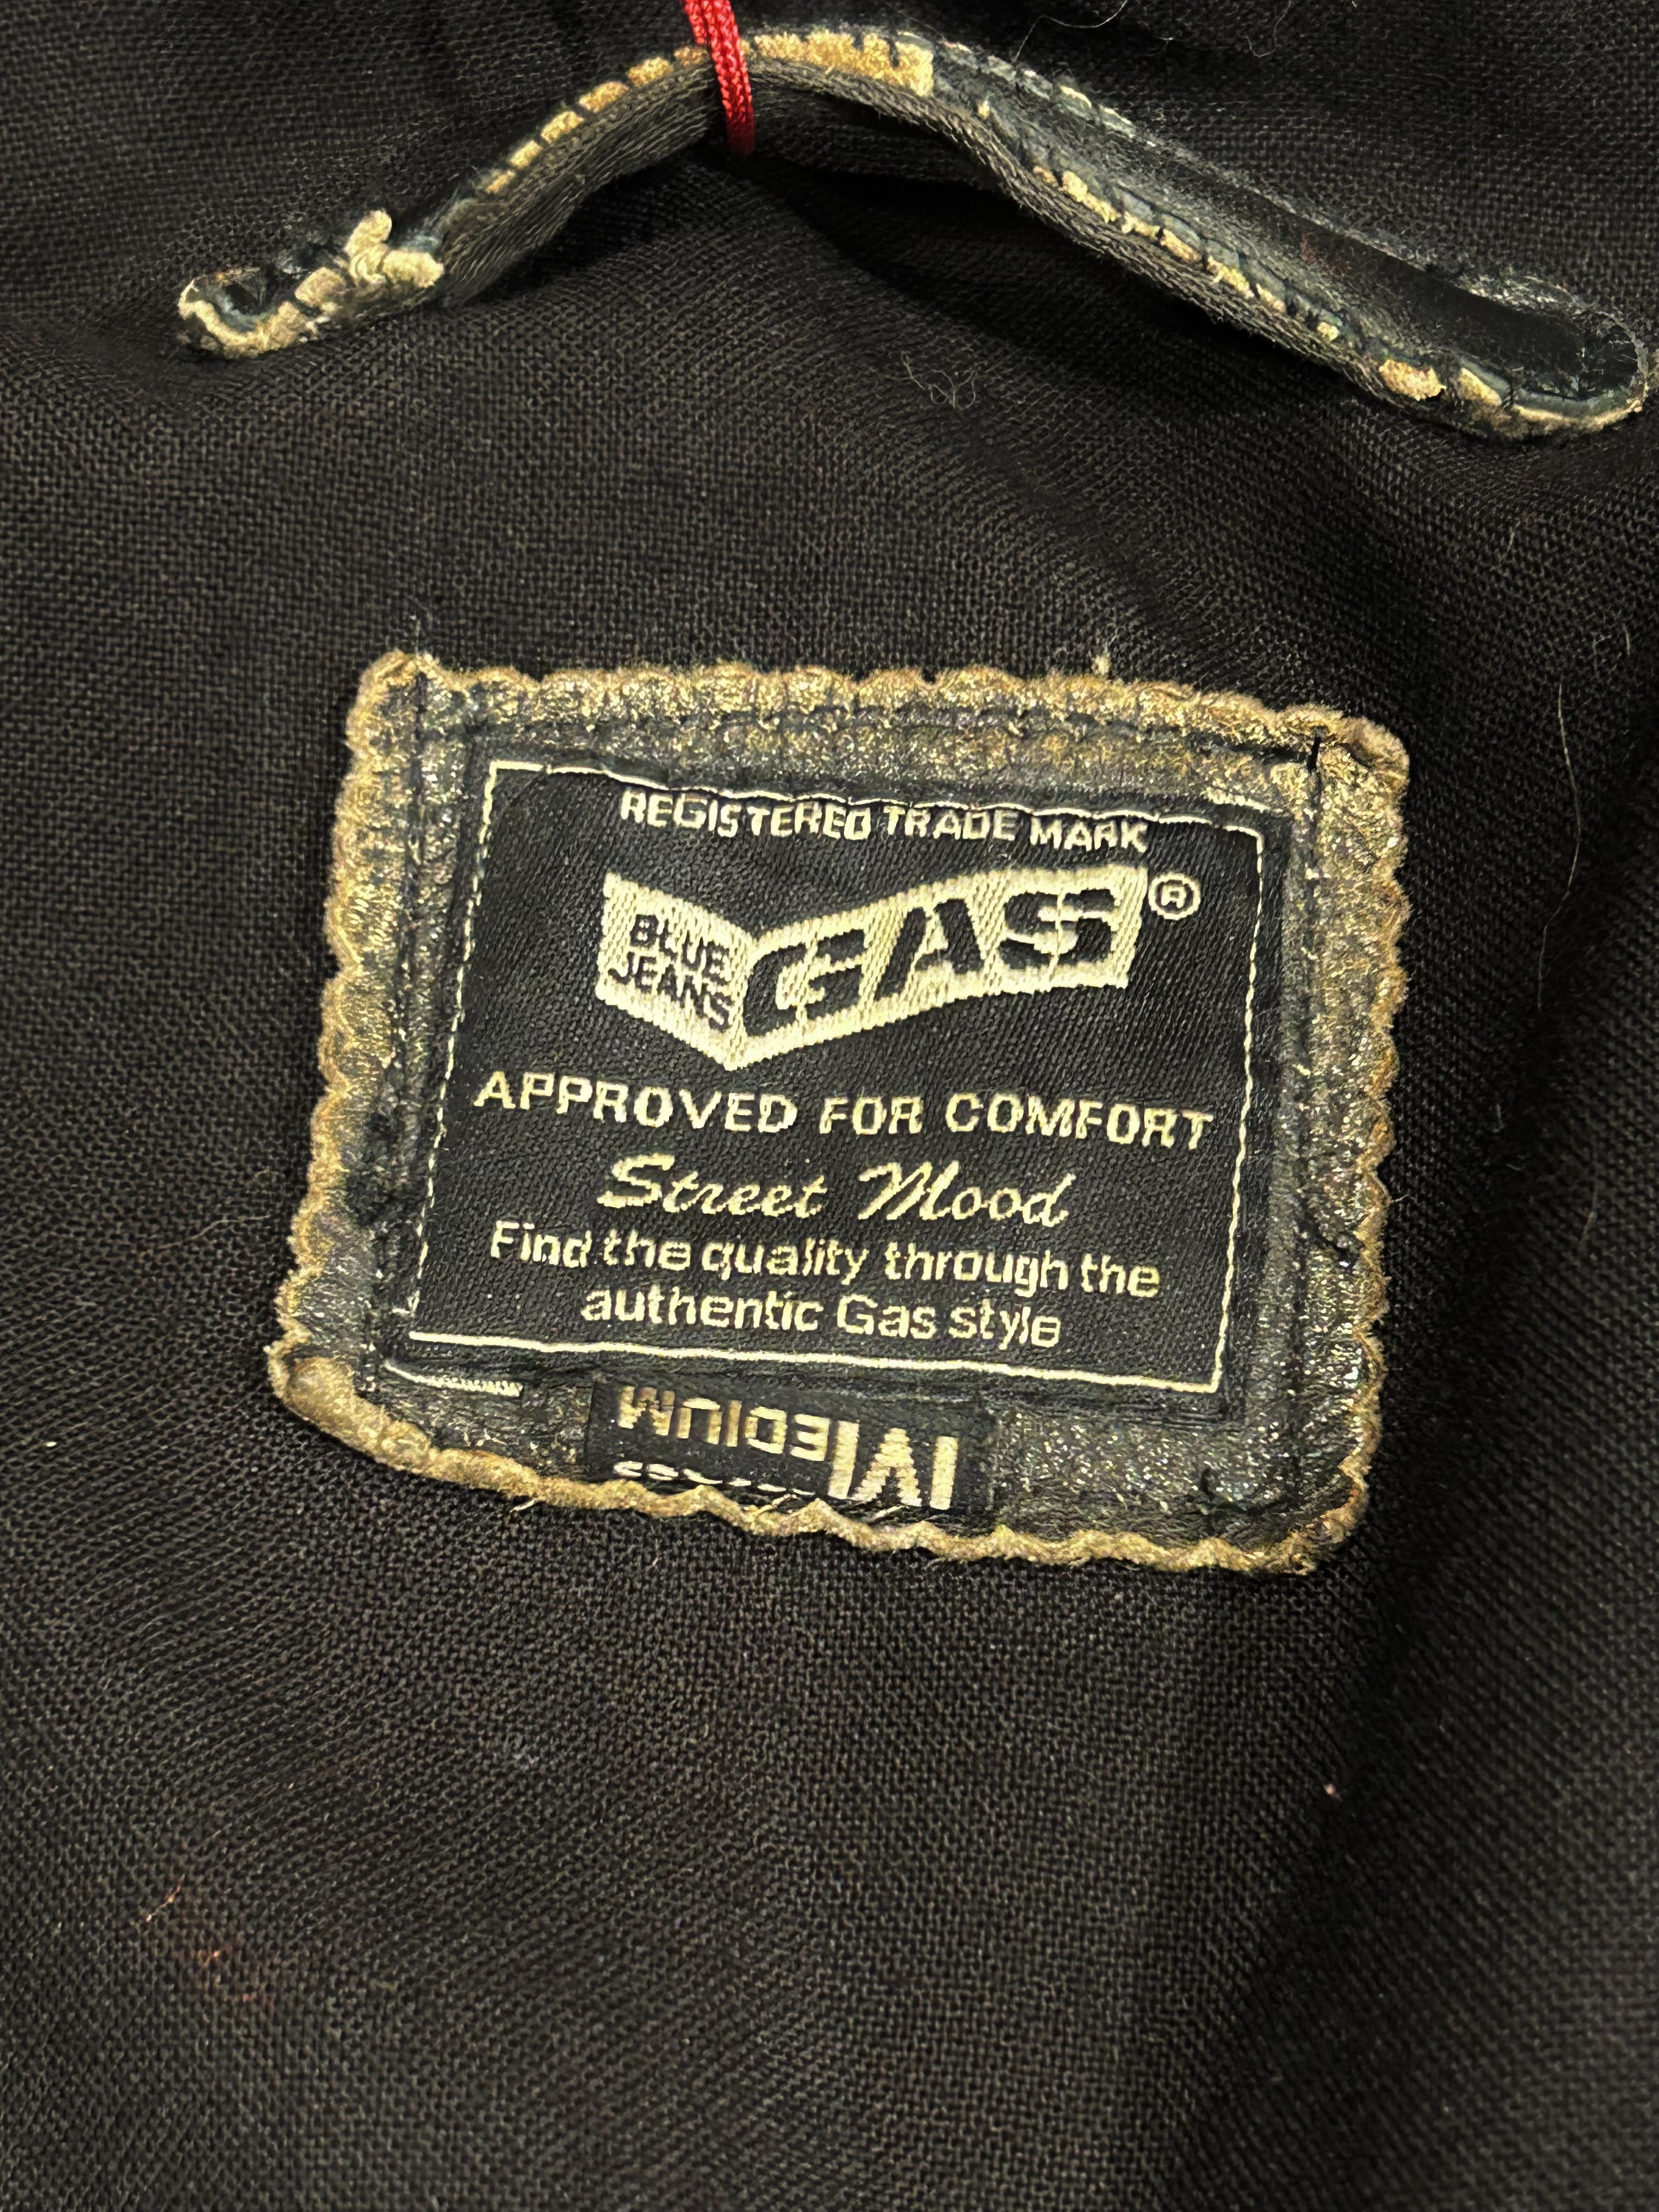 REGISTERED TRADE MARK
BLUE JEANS GAS ®
APPROVED FOR COMFORT
Street Mood
Find the quality through the
authentic Gas style
MEDIUM